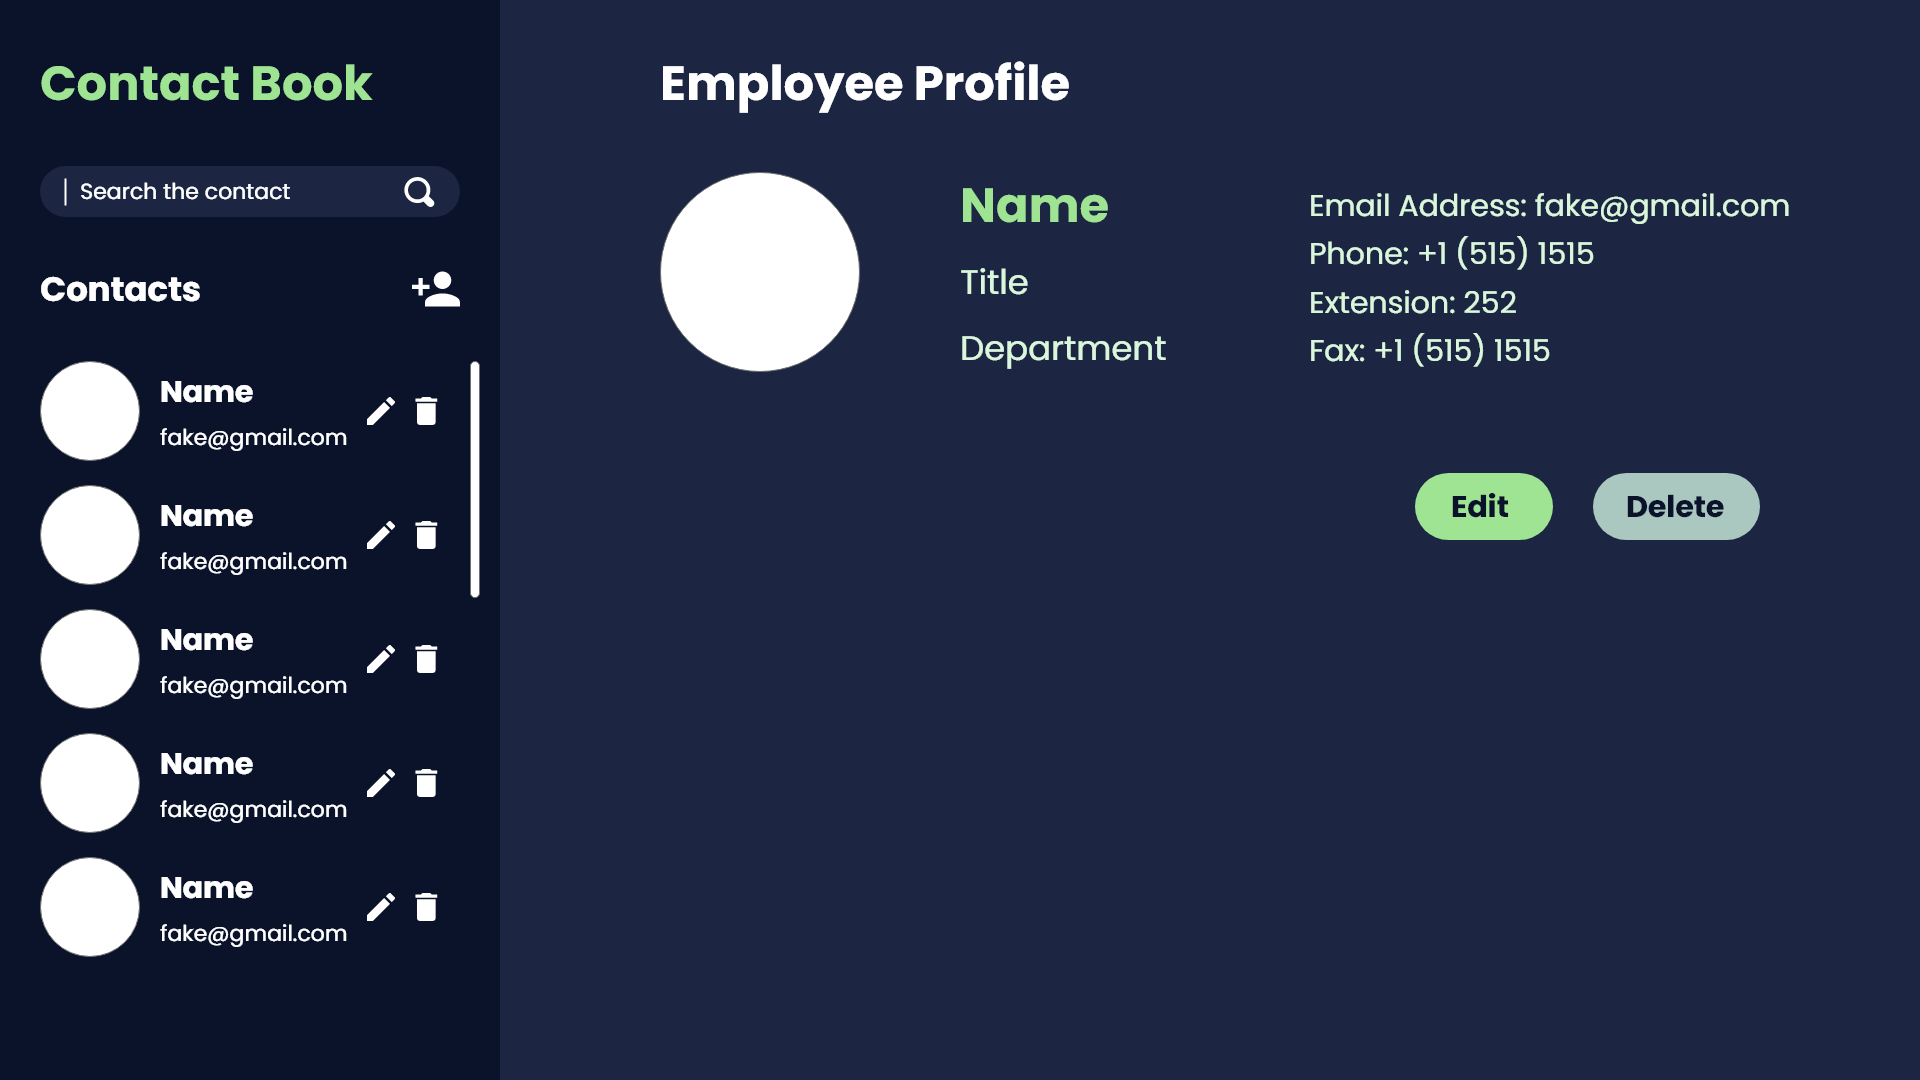 Contact Book
Search the contact
Contacts
Name
fake@gmail.com
Name
fake@gmail.com
Name
fake@gmail.com
Name
fake@gmail.com
Name
fake@gmail.com
Employee Profile
Name
Title
Department
Email Address: fake@gmail.com
Phone: +1 (515) 1515
Extension: 252
Fax: +1 (515) 1515
Edit
Delete